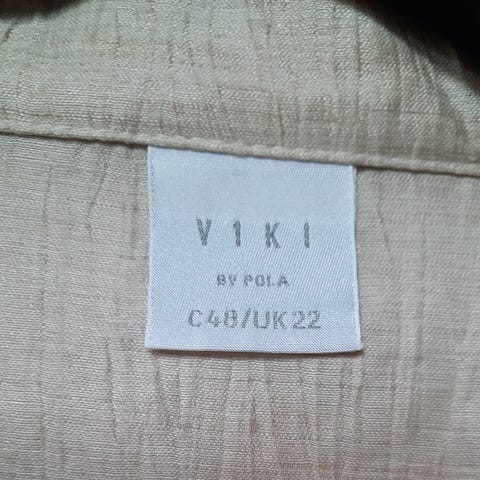 V1KI
BY POLA
C48/UK22